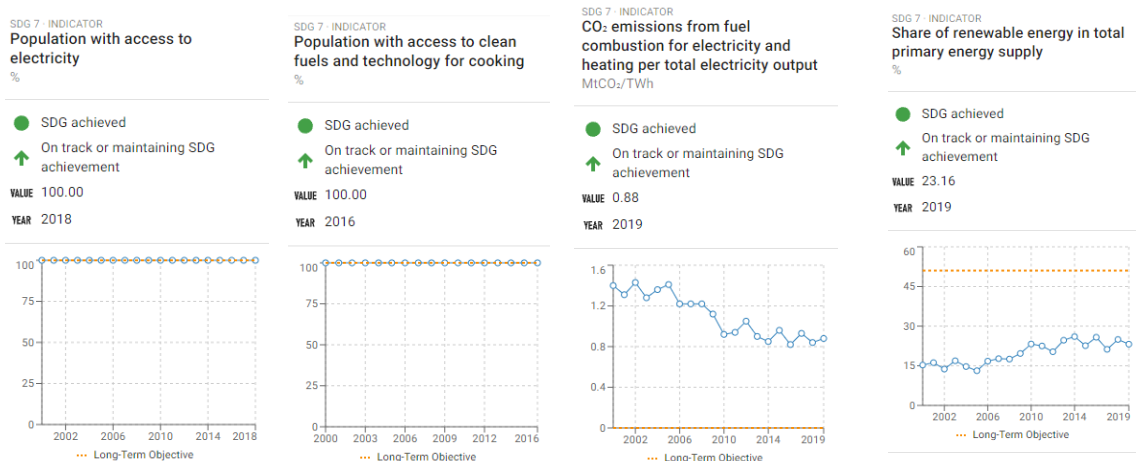 SDG 7 · INDICATOR
Population with access to
electricity
%
SDG achieved
On track or maintaining SDG
achievement
VALUE 100.00
YEAR 2018
100
75
50
25
0
2002 2006 2010 2014 2018
Long-Term Objective
SDG 7 · INDICATOR
Population with access to clean
fuels and technology for cooking
%
SDG achieved
On track or maintaining SDG
achievement
VALUE 100.00
YEAR 2016
100
75
50
25
0
2000 2003 2006 2009 2012 2016
Long-Term Objective
SDG 7 · INDICATOR
CO₂ emissions from fuel
combustion for electricity and
heating per total electricity output
MtCO₂/TWh
SDG achieved
On track or maintaining SDG
achievement
VALUE 0.88
YEAR 2019
1.6
1.2
0.8
0.4
0
2002 2006 2010 2014 2019
Long-Term Objective
SDG 7 · INDICATOR
Share of renewable energy in total
primary energy supply
%
SDG achieved
On track or maintaining SDG
achievement
VALUE 23.16
YEAR 2019
60
45
30
15
0
2002 2006 2010 2014 2019
Long-Term Objective